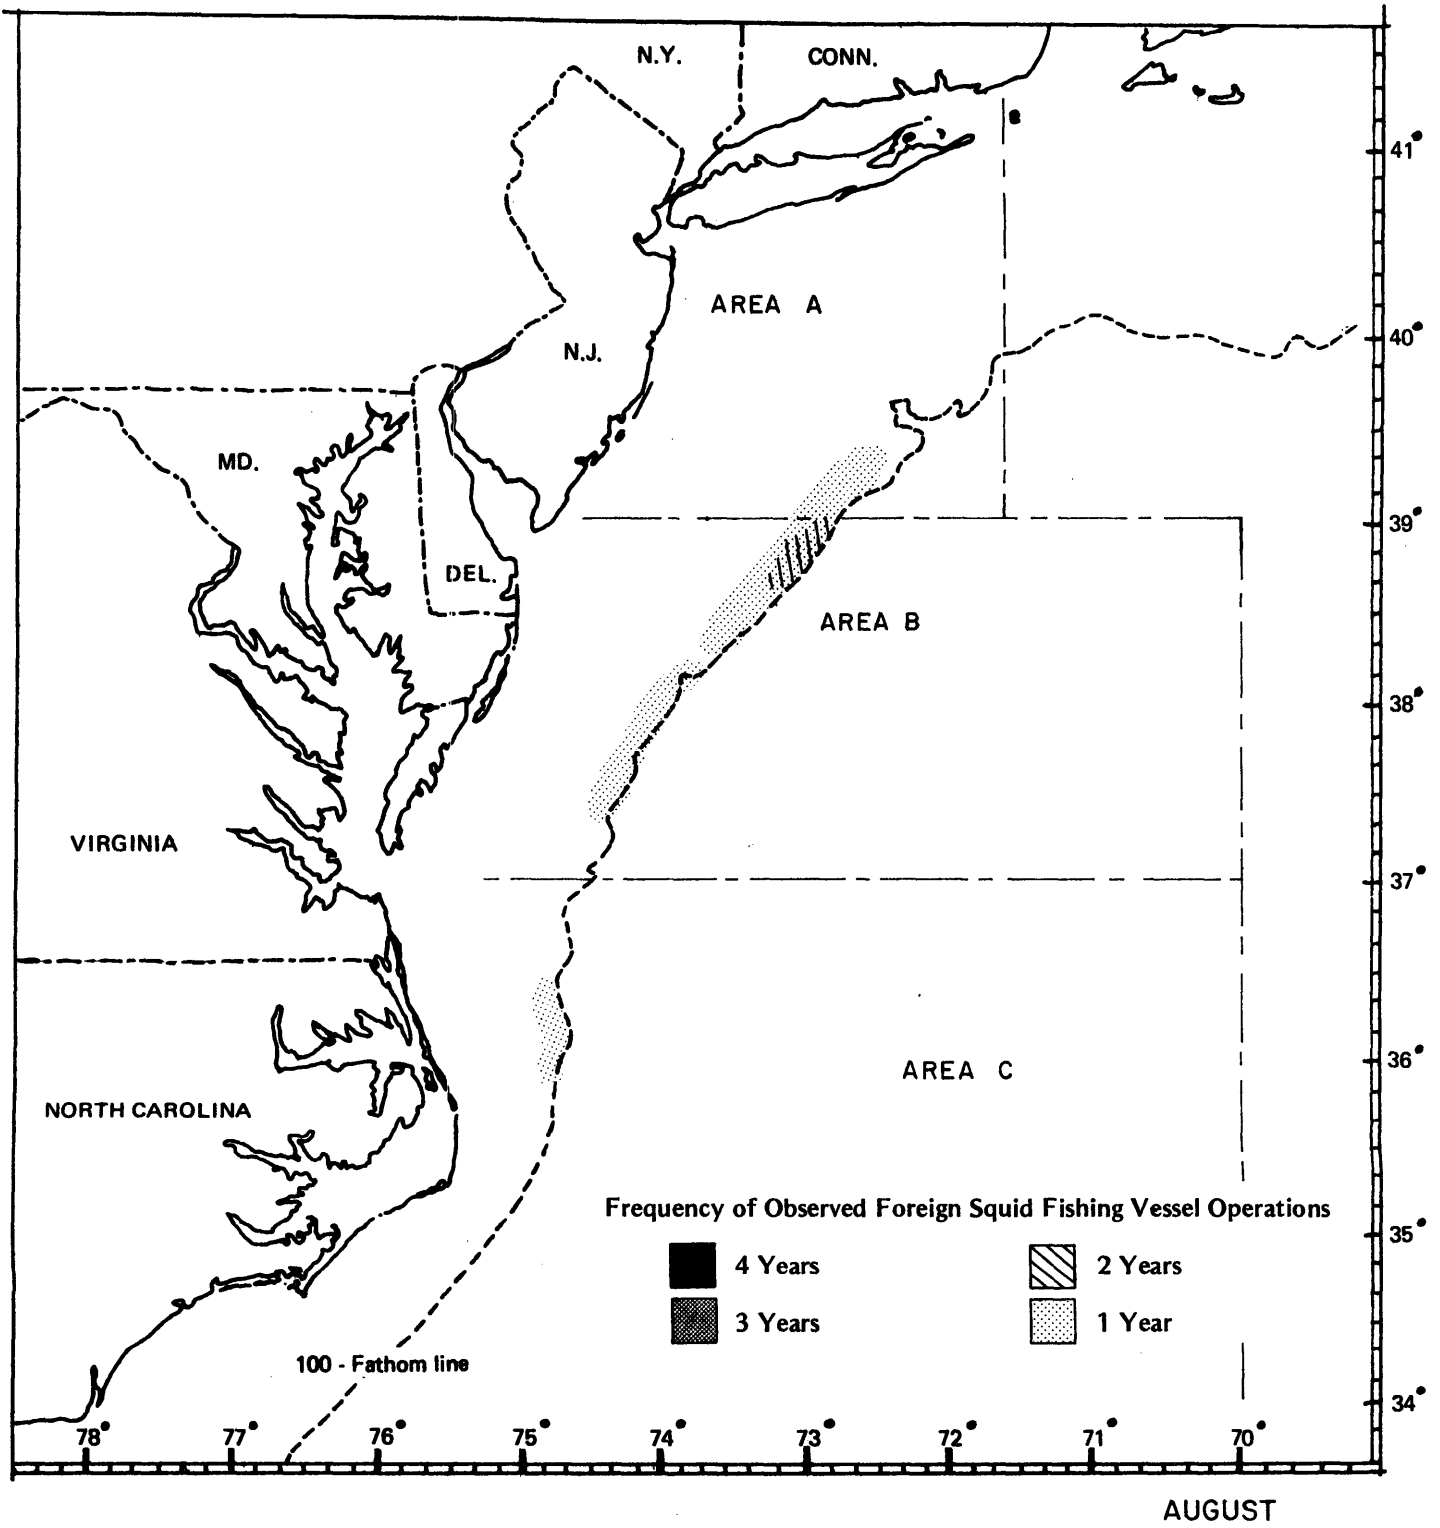 N.Y.
CONN.
41°
AREA A
40°
N.J.
MD.
39°
DEL.
AREA B
38°
VIRGINIA
37°
36°
AREA C
NORTH CAROLINA
Frequency of Observed Foreign Squid Fishing Vessel Operations
35°
4 Years
2 Years
3 Years
1 Year
100 - Fathom line
34°
78° 77° 76° 75° 74° 73° 72° 71° 70°
AUGUST